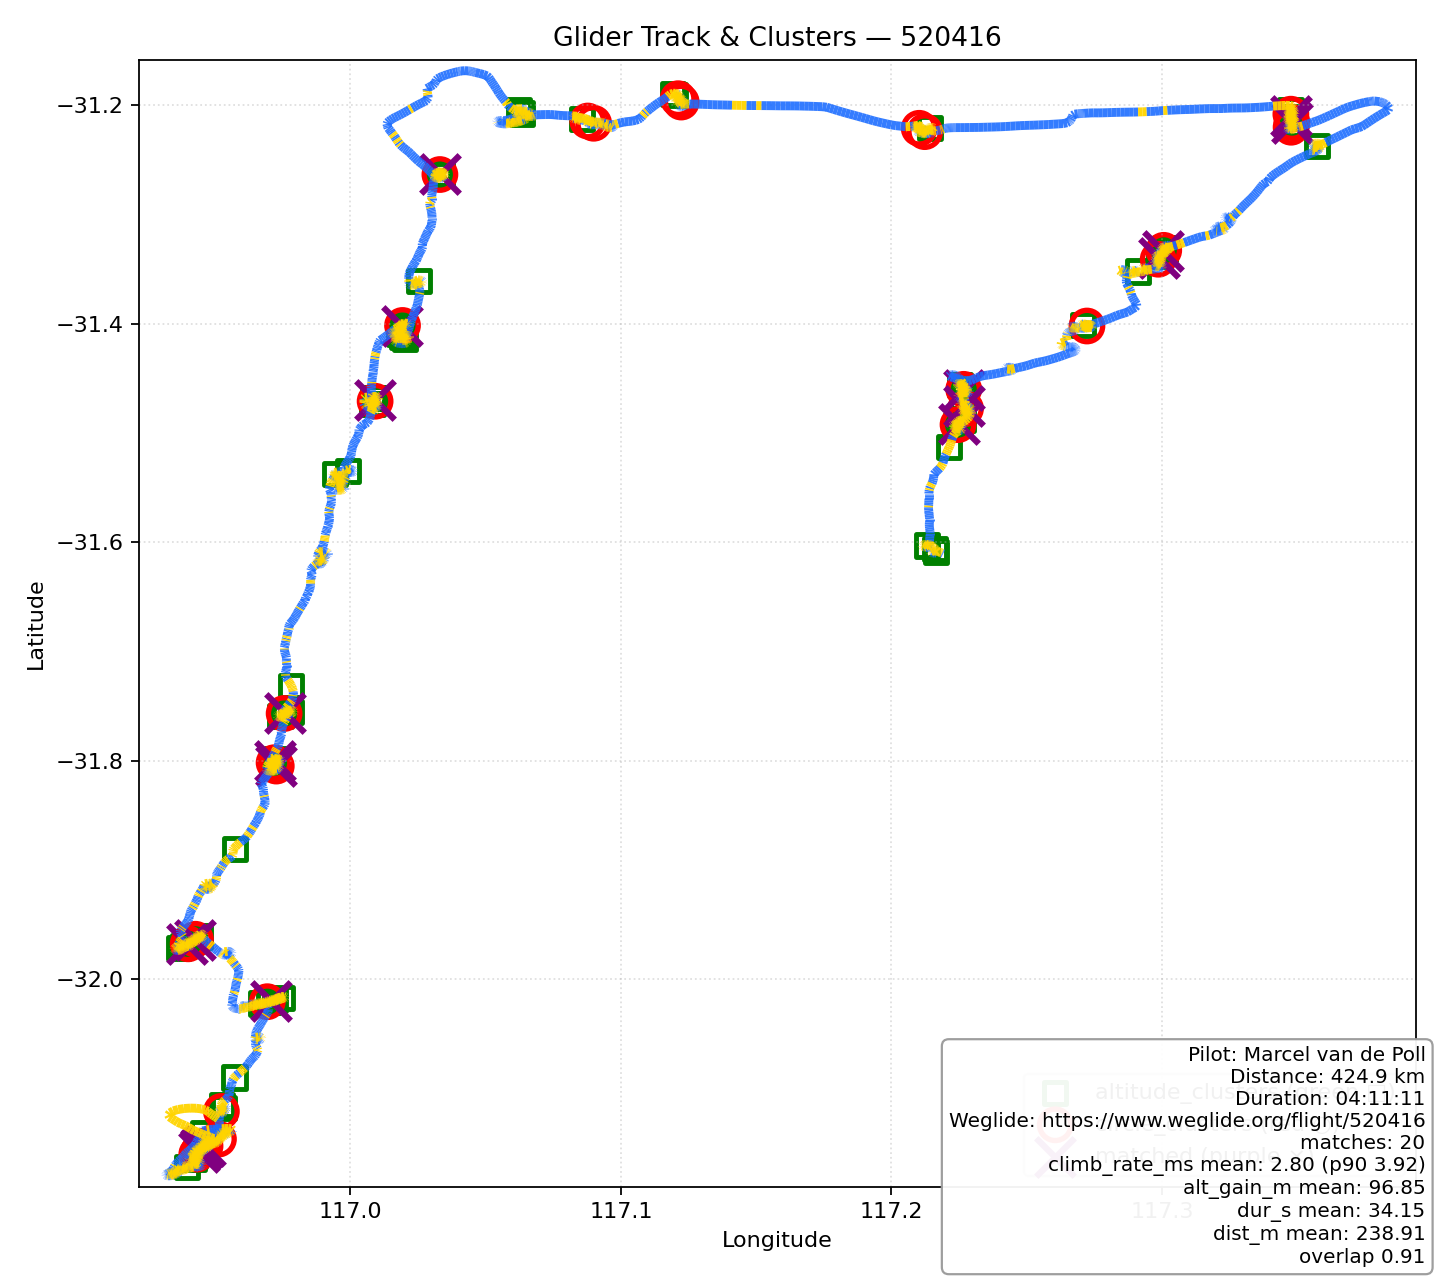 Glider Track & Clusters — 520416
−31.2
−31.4
−31.6
−31.8
−32.0
Latitude
117.0
117.1
117.2
117.3
Longitude
altitude_clusters
matched (purple
Pilot: Marcel van de Poll
Distance: 424.9 km
Duration: 04:11:11
Weglide: https://www.weglide.org/flight/520416
matches: 20
climb_rate_ms mean: 2.80 (p90 3.92)
alt_gain_m mean: 96.85
dur_s mean: 34.15
dist_m mean: 238.91
overlap 0.91